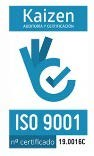 Kaizen
AUDITORÍA Y CERTIFICACIÓN
ISO 9001
nº certificado 19.0016C